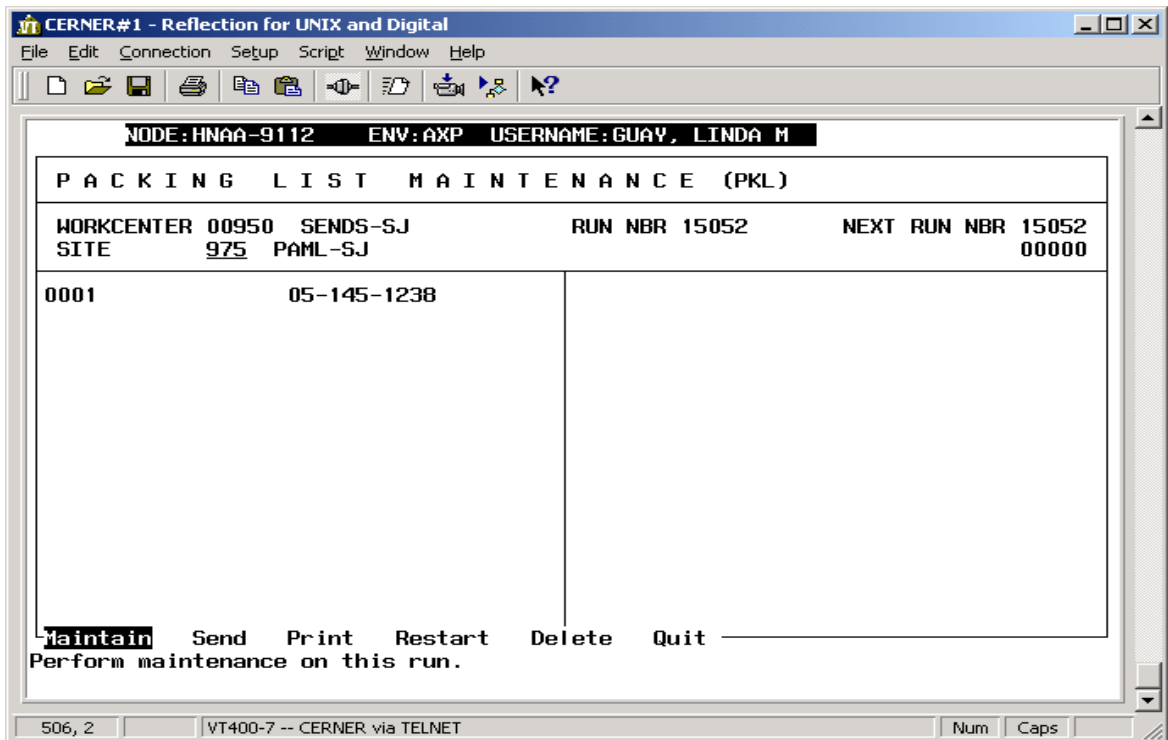 CERNER#1 - Reflection for UNIX and Digital
File Edit Connection Setup Script Window Help
NODE:HNAA-9112 ENV:AXP USERNAME:GUAY, LINDA M
P A C K I N G L I S T M A I N T E N A N C E (PKL)
WORKCENTER 00950 SENDS-SJ RUN NBR 15052 NEXT RUN NBR 15052
SITE 975 PAML-SJ 00000
0001 05-145-1238
Maintain Send Print Restart Delete Quit
Perform maintenance on this run.
506, 2 VT400-7 -- CERNER via TELNET Num Caps